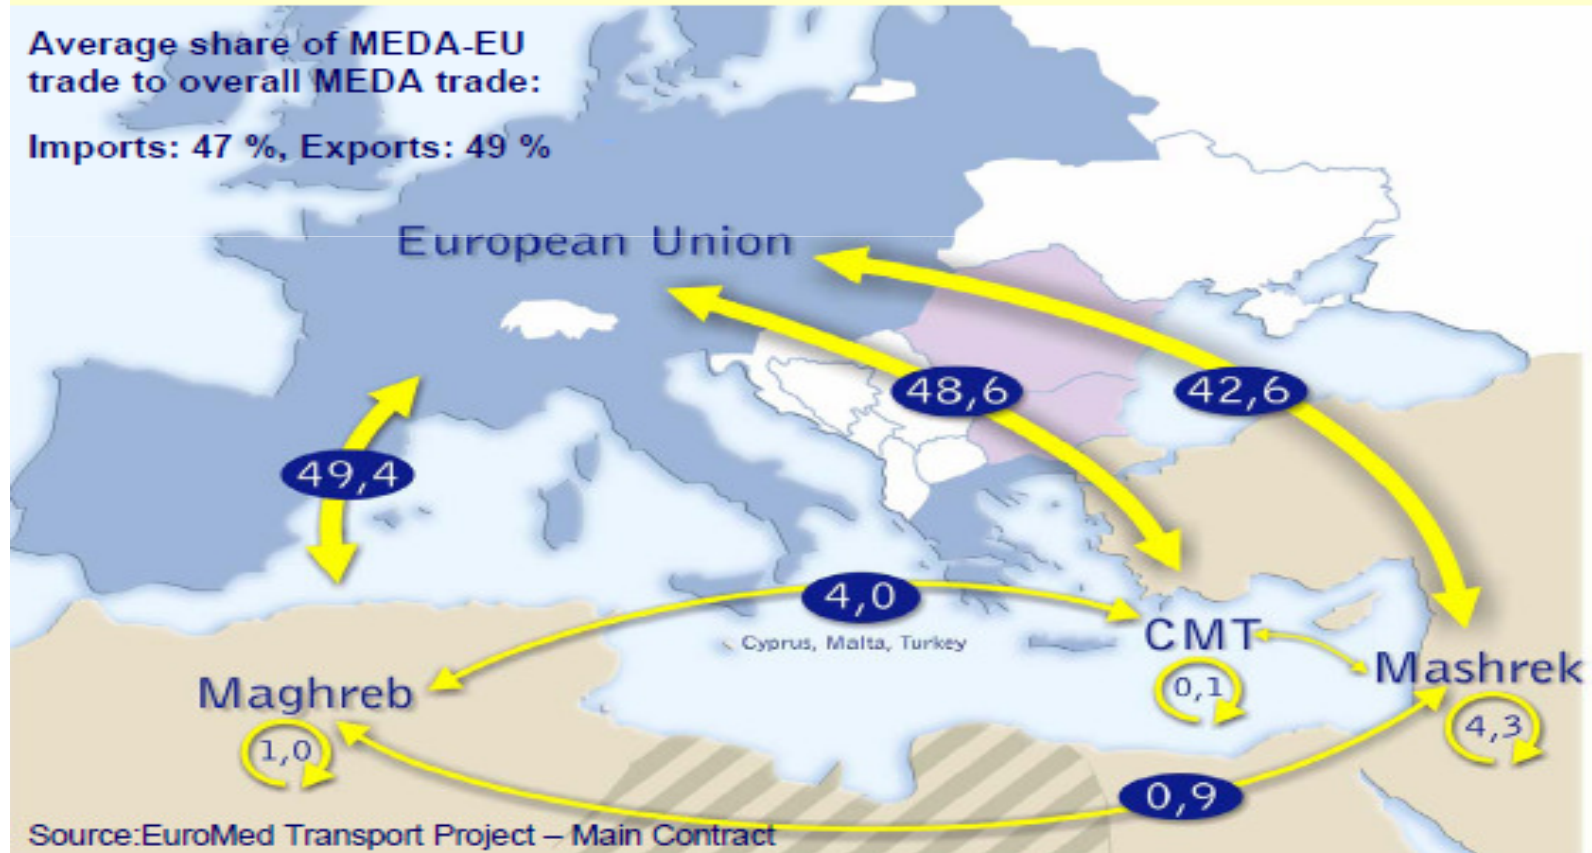 Average share of MEDA-EU
trade to overall MEDA trade:
Imports: 47 %, Exports: 49 %
European Union
48,6
42,6
49,4
4,0
Cyprus, Malta, Turkey
CMT
0,1
Mashrek
4,3
Maghreb
1,0
0,9
Source:EuroMed Transport Project – Main Contract